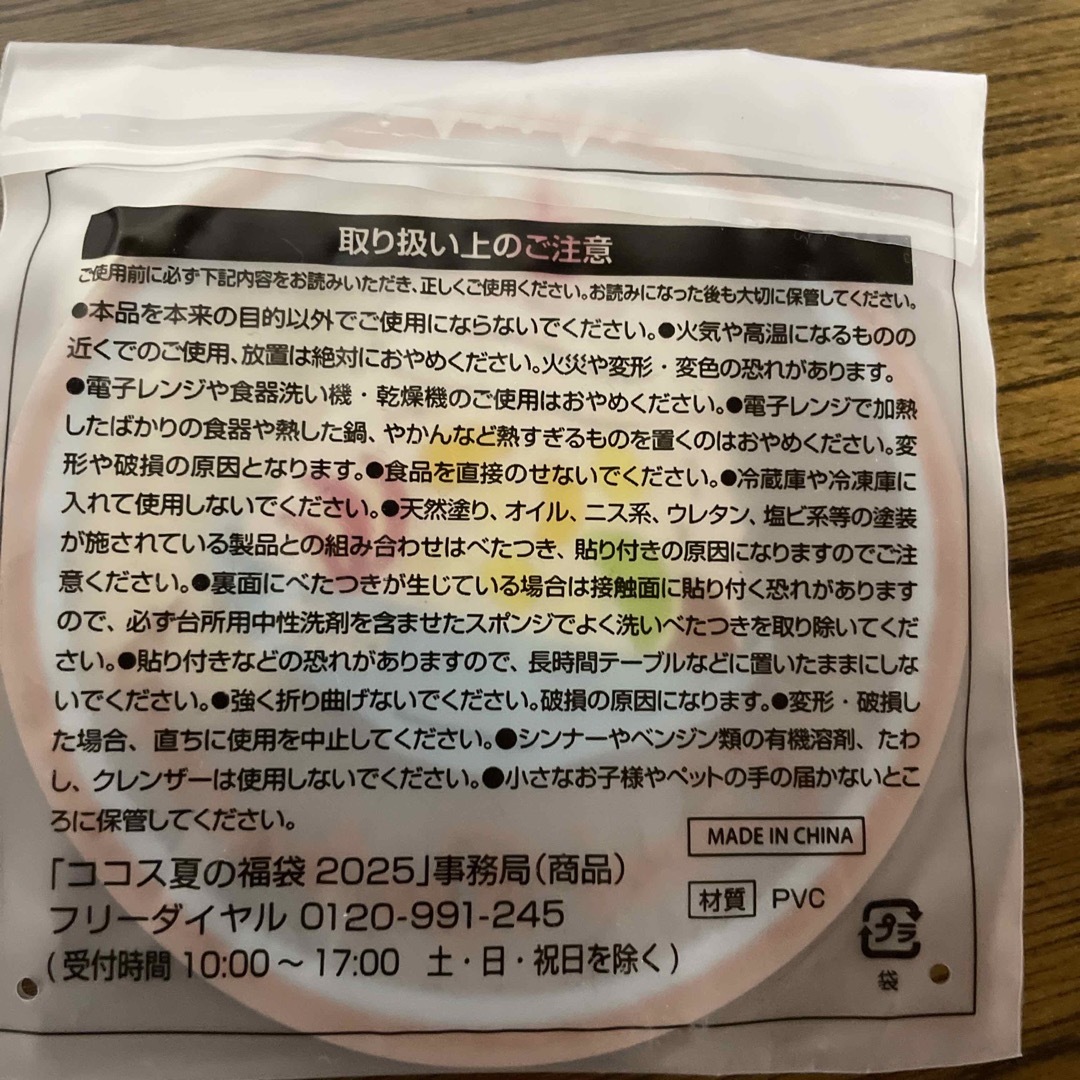 取り扱い上のご注意
ご使用前に必ず下記内容をお読みいただき、正しくご使用ください。お読みになった後も大切に保管してください。
●本品を本来の目的以外でご使用にならないでください。●火気や高温になるものの
近くでのご使用、放置は絶対におやめください。火災や変形・変色の恐れがあります。
●電子レンジや食器洗い機・乾燥機のご使用はおやめください。●電子レンジで加熱
したばかりの食器や熱した鍋、やかんなど熱すぎるものを置くのはおやめください。変
形や破損の原因となります。●食品を直接のせないでください。●冷蔵庫や冷凍庫に
入れて使用しないでください。●天然塗り、オイル、ニス系、ウレタン、塩ビ系等の塗装
が施されている製品との組み合わせはべたつき、貼り付きの原因になりますのでご注
意ください。●裏面にべたつきが生じている場合は接触面に貼り付く恐れがあります
ので、必ず台所用中性洗剤を含ませたスポンジでよく洗いべたつきを取り除いてくだ
さい。●貼り付きなどの恐れがありますので、長時間テーブルなどに置いたままにしな
いでください。●強く折り曲げないでください。破損の原因になります。●変形・破損し
た場合、直ちに使用を中止してください。●シンナーやベンジン類の有機溶剤、たわ
し、クレンザーは使用しないでください。●小さなお子様やペットの手の届かないとこ
ろに保管してください。
MADE IN CHINA
「ココス夏の福袋 2025」事務局(商品)
材質 PVC
フリーダイヤル 0120-991-245
プラ
(受付時間 10:00～17:00 土・日・祝日を除く)
袋